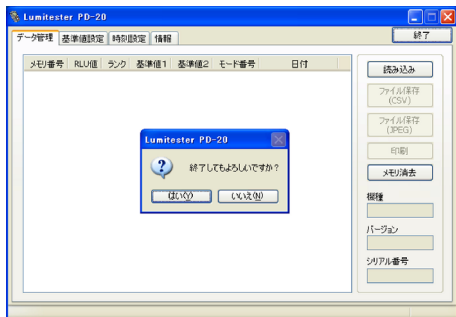 Lumitester PD-20
データ管理 基準値設定 時刻設定 情報
終了
メモリ番号 RLU値 ランク 基準値1 基準値2 モード番号 日付
読み込み
ファイル保存
(CSV)
ファイル保存
(JPEG)
印刷
メモリ消去
機種
バージョン
シリアル番号
Lumitester PD-20
終了してもよろしいですか?
はい(Y) いいえ(N)